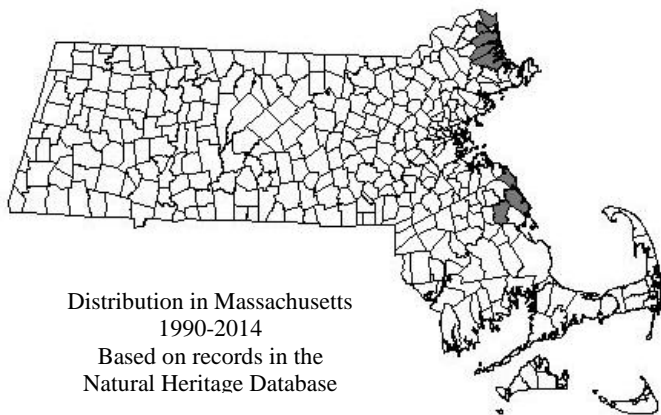 Distribution in Massachusetts
1990-2014
Based on records in the
Natural Heritage Database